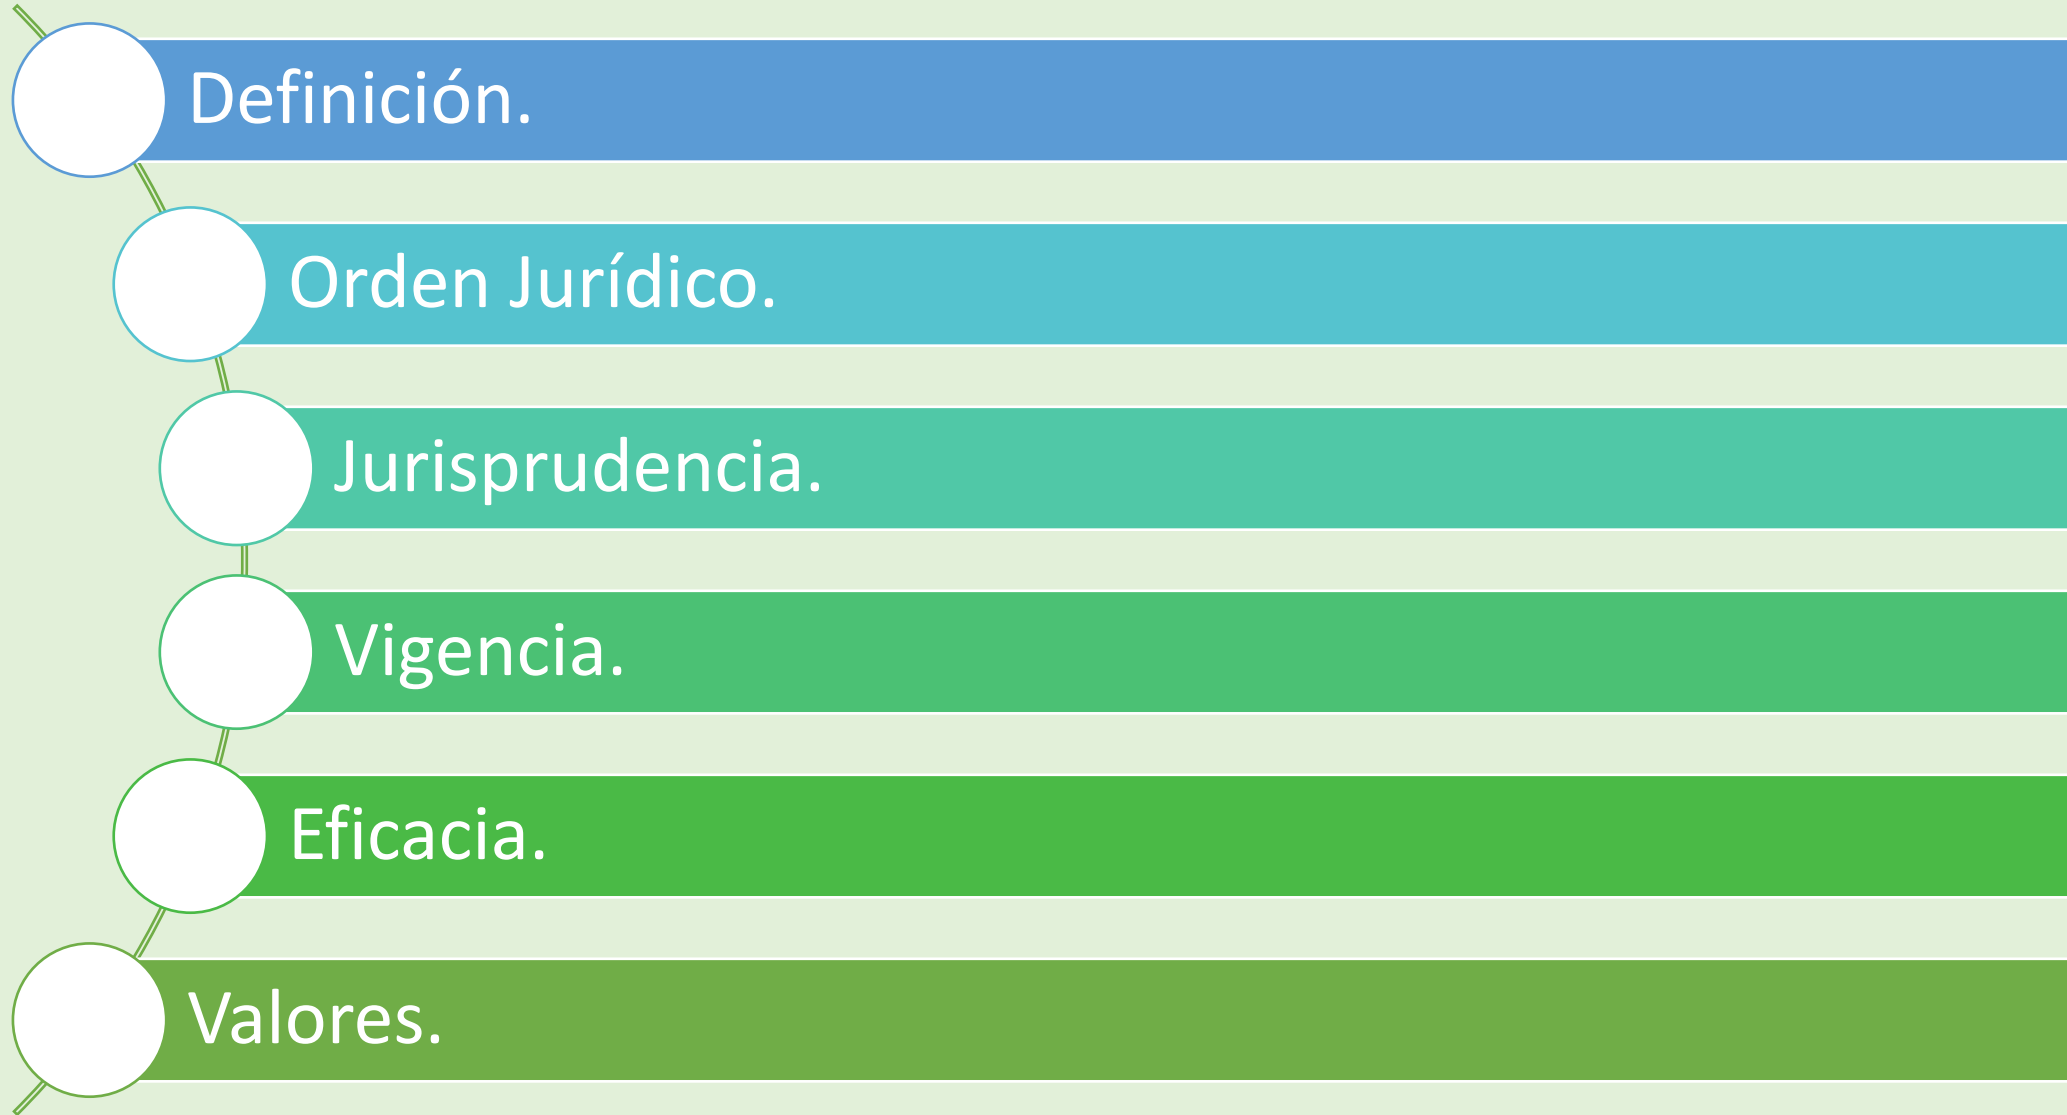 Definición.
Orden Jurídico.
Jurisprudencia.
Vigencia.
Eficacia.
Valores.